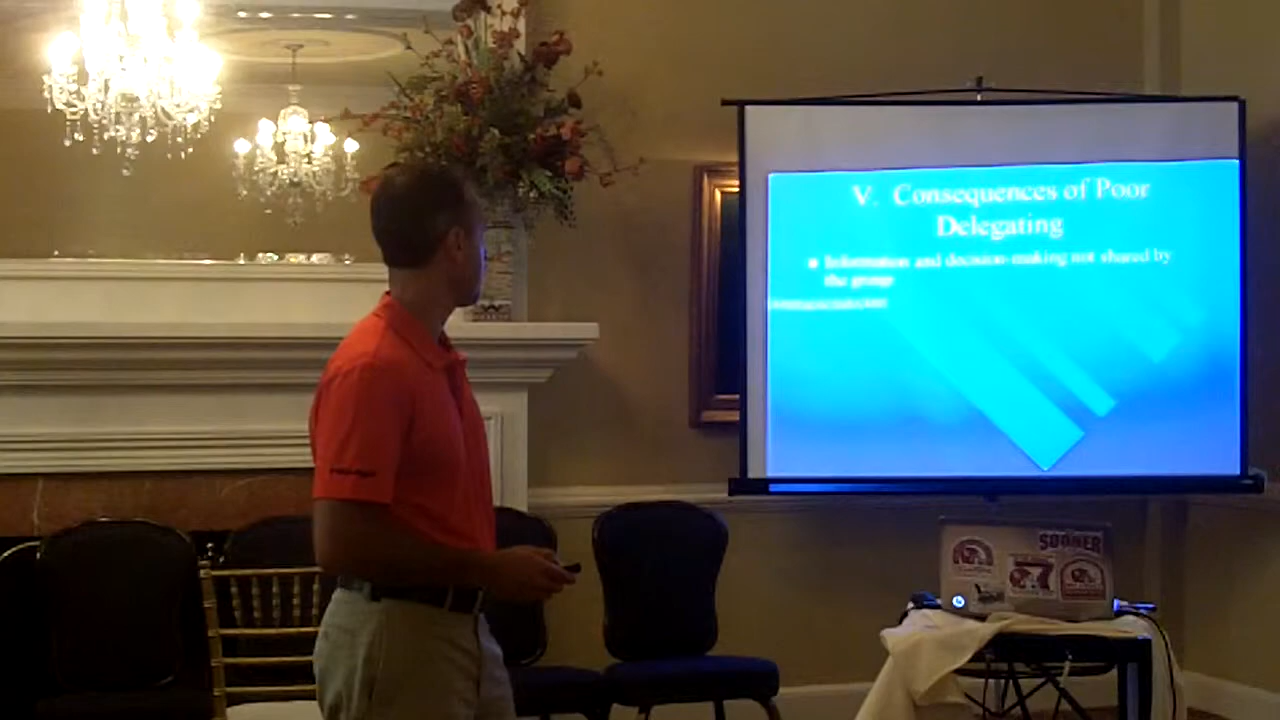 V. Consequences of Poor
Delegating
Information and decision-making not shared by
the group
SOONER